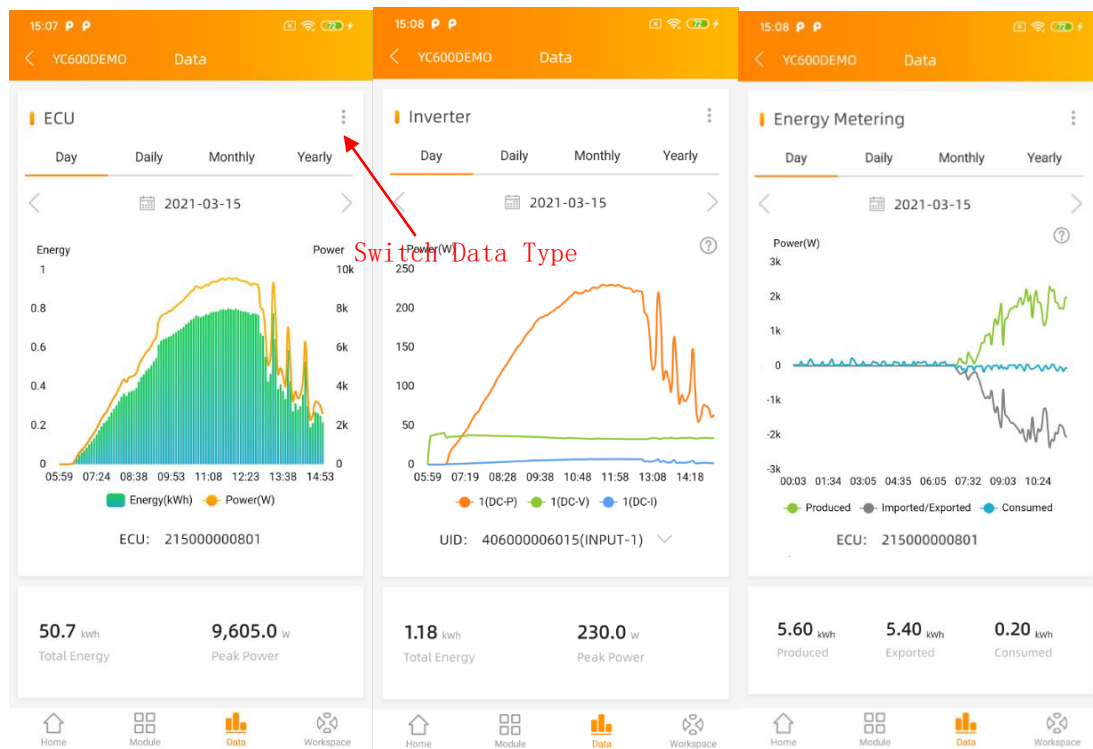 15:07 P P
72
YC600DEMO Data
ECU
Day Daily Monthly Yearly
2021-03-15
Energy Power
1 10k
0.8 8k
0.6 6k
0.4 4k
0.2 2k
0 0
05:59 07:24 08:38 09:53 11:08 12:23 13:38 14:53
Energy(kWh) Power(W)
ECU: 215000000801
50.7 kWh 9,605.0 W
Total Energy Peak Power
Home Module Data Workspace
Switch Data Type
15:08 P P
72
YC600DEMO Data
Inverter
Day Daily Monthly Yearly
2021-03-15
Power(W) ?
250
200
150
100
50
0
05:59 07:19 08:28 09:38 10:48 11:58 13:08 14:18
1(DC-P) 1(DC-V) 1(DC-I)
UID: 406000006015(INPUT-1)
1.18 kWh 230.0 W
Total Energy Peak Power
Home Module Data Workspace
15:08 P P
72
YC600DEMO Data
Energy Metering
Day Daily Monthly Yearly
2021-03-15
Power(W) ?
3k
2k
1k
0
-1k
-2k
-3k
00:03 01:34 03:05 04:35 06:05 07:32 09:03 10:24
Produced Imported/Exported Consumed
ECU: 215000000801
5.60 kWh 5.40 kWh 0.20 kWh
Produced Exported Consumed
Home Module Data Workspace